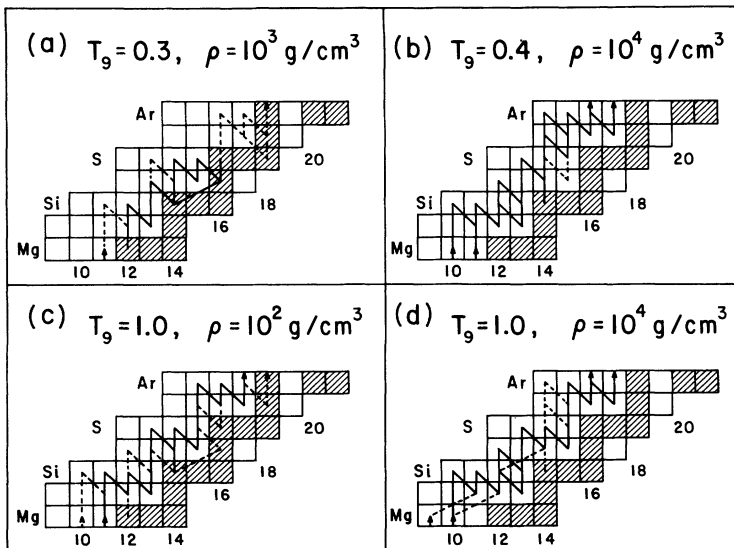 (a) T₉=0.3, ρ=10³ g/cm³
Ar
S
20
Si
18
16
Mg
10 12 14
(b) T₉=0.4, ρ=10⁴ g/cm³
Ar
S
20
Si
18
16
Mg
10 12 14
(c) T₉=1.0, ρ=10² g/cm³
Ar
S
20
Si
18
16
Mg
10 12 14
(d) T₉=1.0, ρ=10⁴ g/cm³
Ar
S
20
Si
18
16
Mg
10 12 14